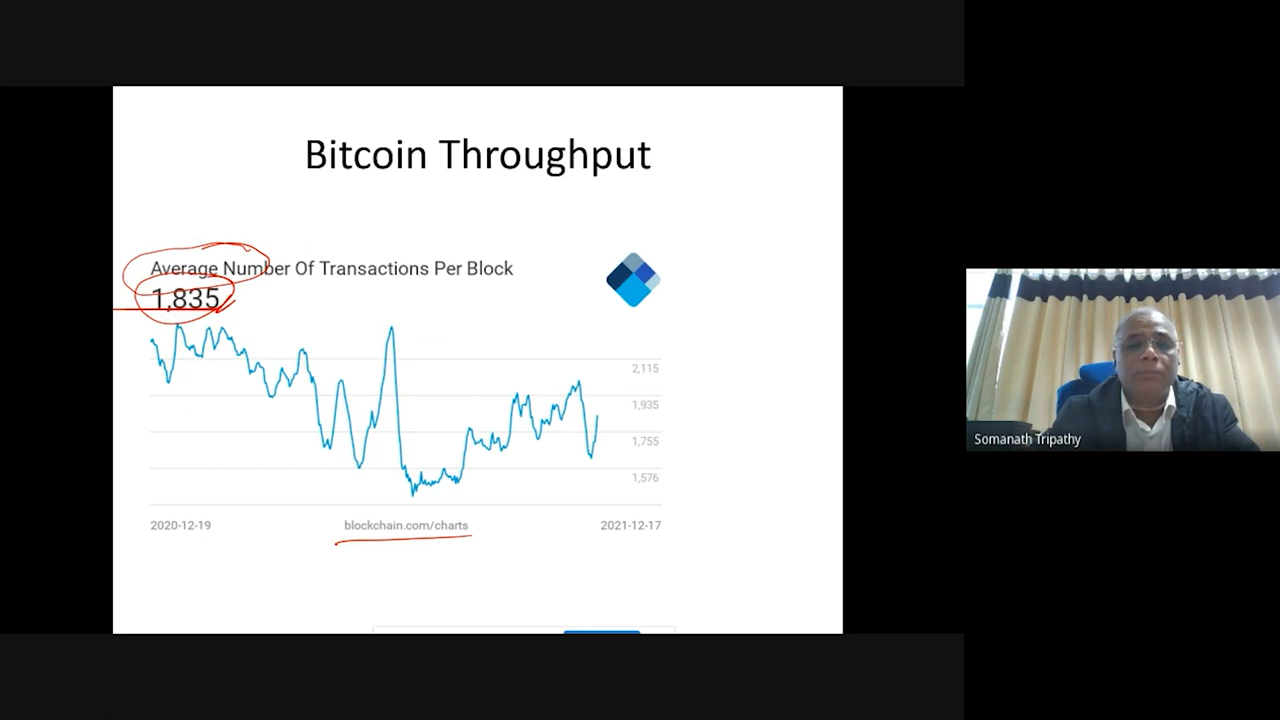 Bitcoin Throughput
Average Number Of Transactions Per Block
1,835
2,115
1,935
1,755
1,576
2020-12-19
blockchain.com/charts
2021-12-17
Somanath Tripathy